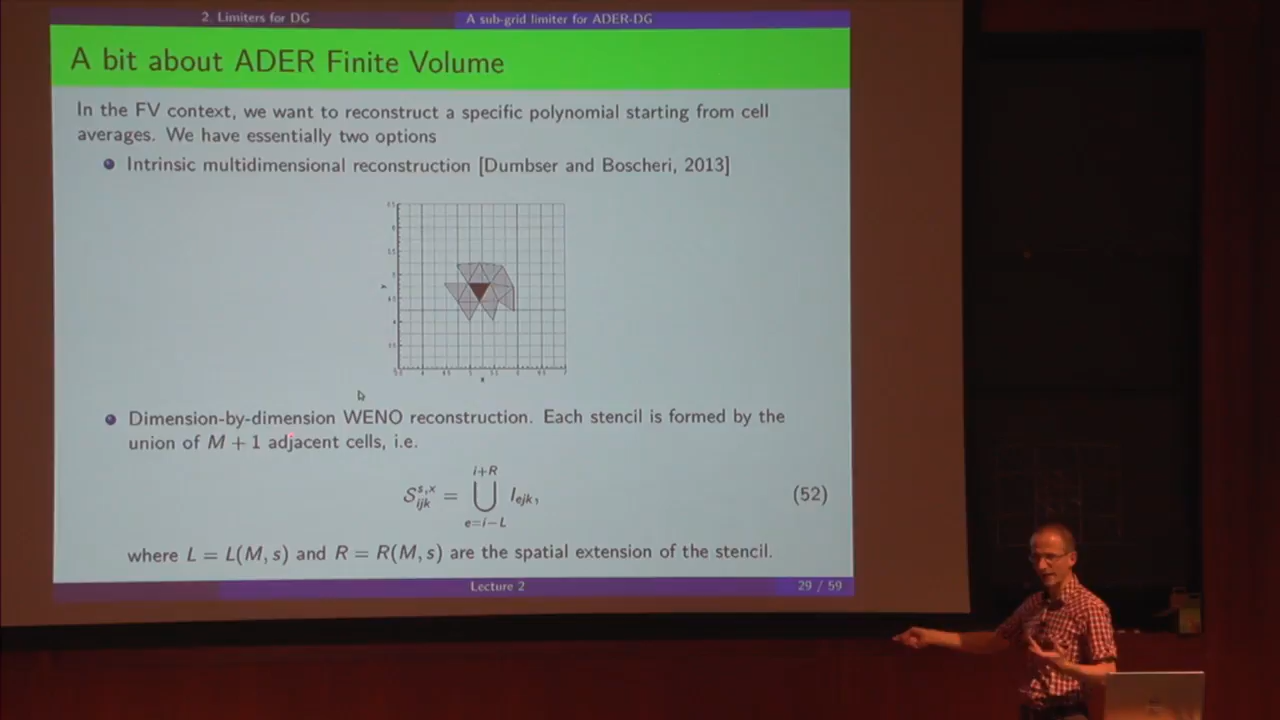 2. Limiters for DG
A sub-grid limiter for ADER-DG
A bit about ADER Finite Volume
In the FV context, we want to reconstruct a specific polynomial starting from cell
averages. We have essentially two options
Intrinsic multidimensional reconstruction [Dumbser and Boscheri, 2013]
Dimension-by-dimension WENO reconstruction. Each stencil is formed by the
union of M + 1 adjacent cells, i.e.
S^{s,x}_{ijk} = ⋃_{e=i−L}^{i+R} I_{ejk}, (52)
where L = L(M, s) and R = R(M, s) are the spatial extension of the stencil.
Lecture 2
29 / 59